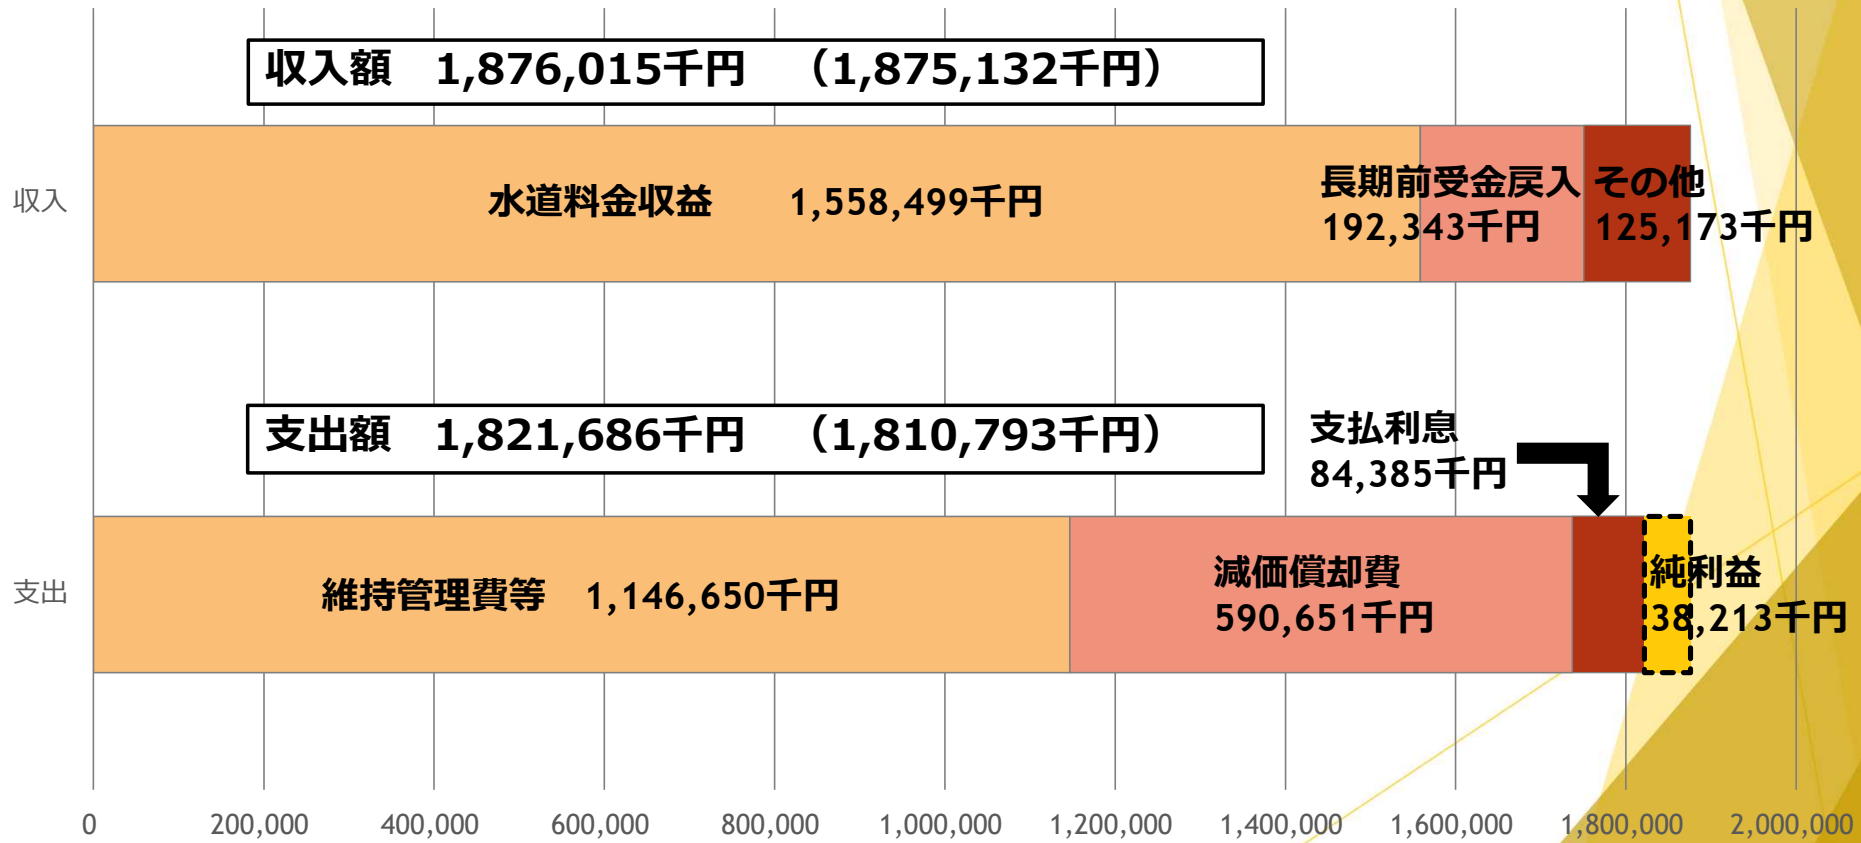 収入額　1,876,015千円　（1,875,132千円）
収入
水道料金収益　　1,558,499千円
長期前受金戻入
192,343千円
その他
125,173千円
支出額　1,821,686千円　（1,810,793千円）
支払利息
84,385千円
支出
維持管理費等　1,146,650千円
減価償却費
590,651千円
純利益
38,213千円
0　200,000　400,000　600,000　800,000　1,000,000　1,200,000　1,400,000　1,600,000　1,800,000　2,000,000